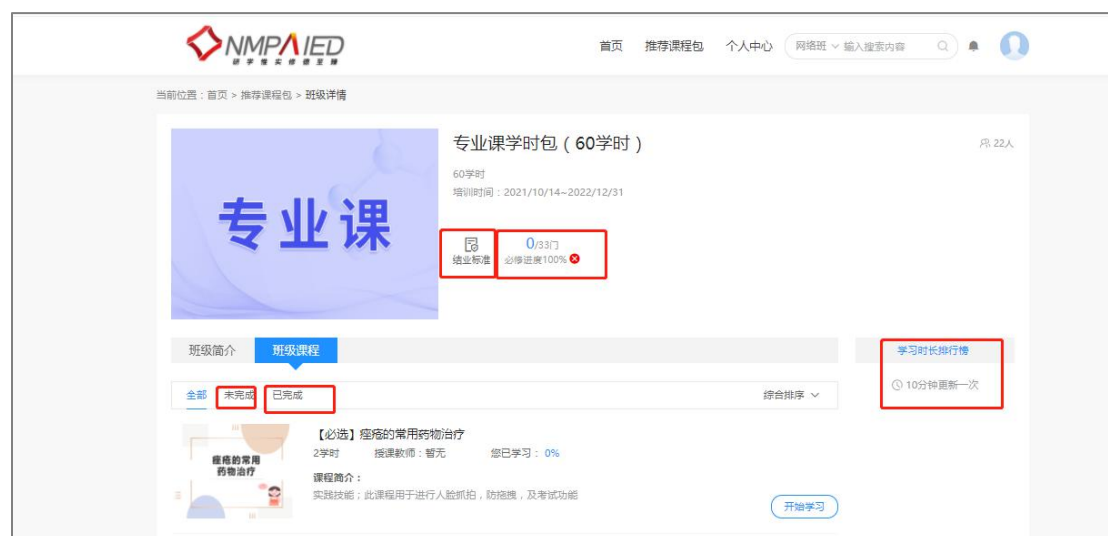 NMPAIED
研学惟实修德至臻
首页 推荐课程包 个人中心 网络班 输入搜索内容
当前位置：首页 > 推荐课程包 > 班级详情
专业课
专业课学时包（60学时）
22人
60学时
培训时间：2021/10/14~2022/12/31
结业标准
0/33门
必修进度100%
班级简介 班级课程
学习时长排行榜
10分钟更新一次
全部 未完成 已完成
综合排序
痤疮的常用
药物治疗
【必选】痤疮的常用药物治疗
2学时 授课教师：暂无 您已学习：0%
课程简介：
实践技能；此课程用于进行人脸抓拍，防拖拽，及考试功能
开始学习